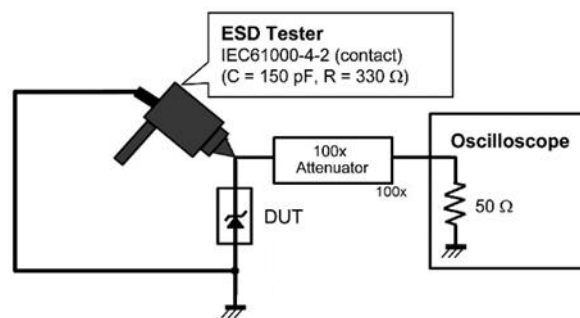 ESD Tester
IEC61000-4-2 (contact)
(C = 150 pF, R = 330 Ω)
100x
Attenuator
100x
Oscilloscope
50 Ω
DUT